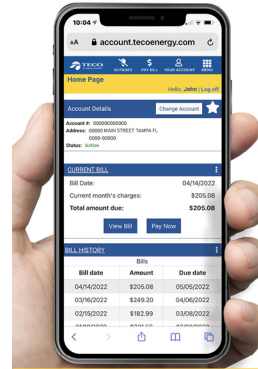 10:04
AA account.tecoenergy.com
TECO
OUTAGES PAY BILL YOUR ACCOUNT MENU
Home Page
Hello, John | Log off
Account Details Change Account
Account #: 000000000000
Address: 00000 MAIN STREET TAMPA FL
0000-00000
Status: Active
CURRENT BILL
Bill Date: 04/14/2022
Current month's charges: $205.08
Total amount due: $205.08
View Bill Pay Now
BILL HISTORY
Bills
Bill date Amount Due date
04/14/2022 $205.08 05/05/2022
03/16/2022 $249.20 04/06/2022
02/15/2022 $182.99 03/08/2022